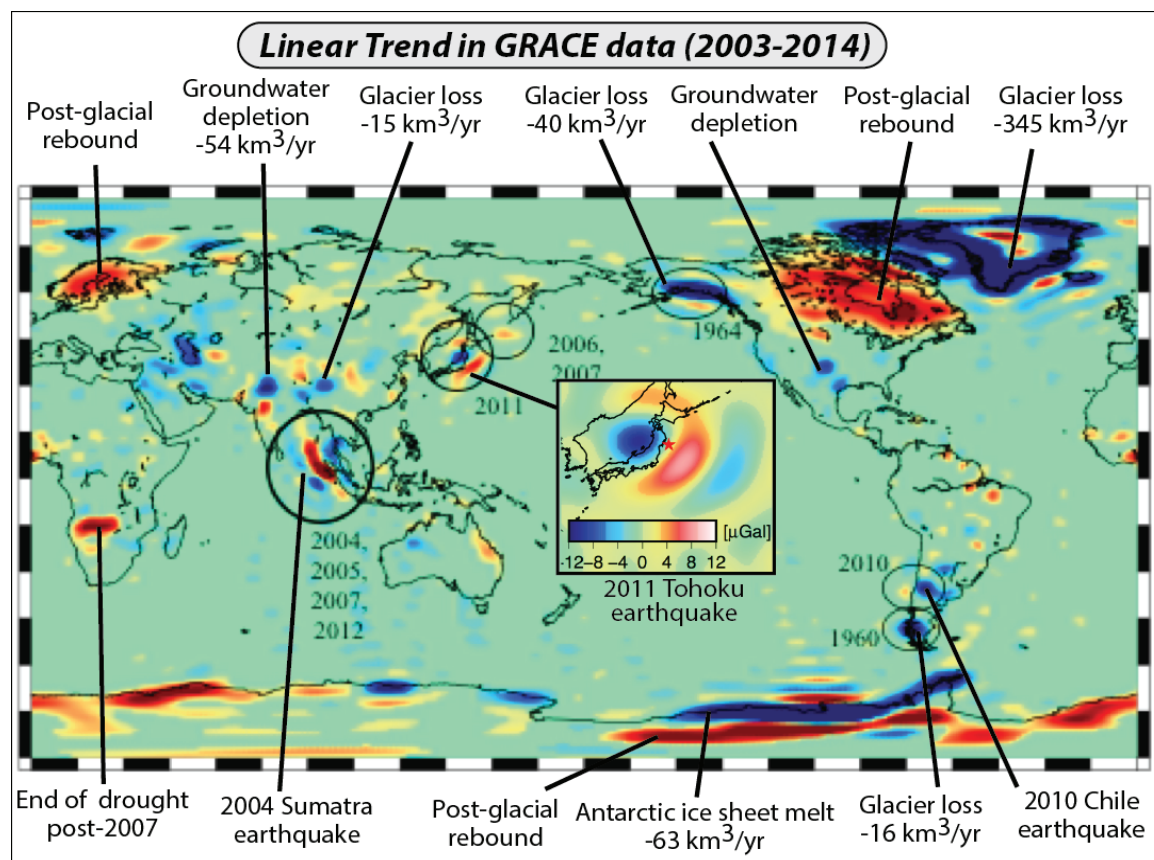 Linear Trend in GRACE data (2003-2014)
Post-glacial
rebound
Groundwater
depletion
-54 km³/yr
Glacier loss
-15 km³/yr
Glacier loss
-40 km³/yr
Groundwater
depletion
Post-glacial
rebound
Glacier loss
-345 km³/yr
1964
2006,
2007
2011
[μGal]
-12 -8 -4 0 4 8 12
2011 Tohoku
earthquake
2004,
2005,
2007,
2012
2010
1960
End of drought
post-2007
2004 Sumatra
earthquake
Post-glacial
rebound
Antarctic ice sheet melt
-63 km³/yr
Glacier loss
-16 km³/yr
2010 Chile
earthquake